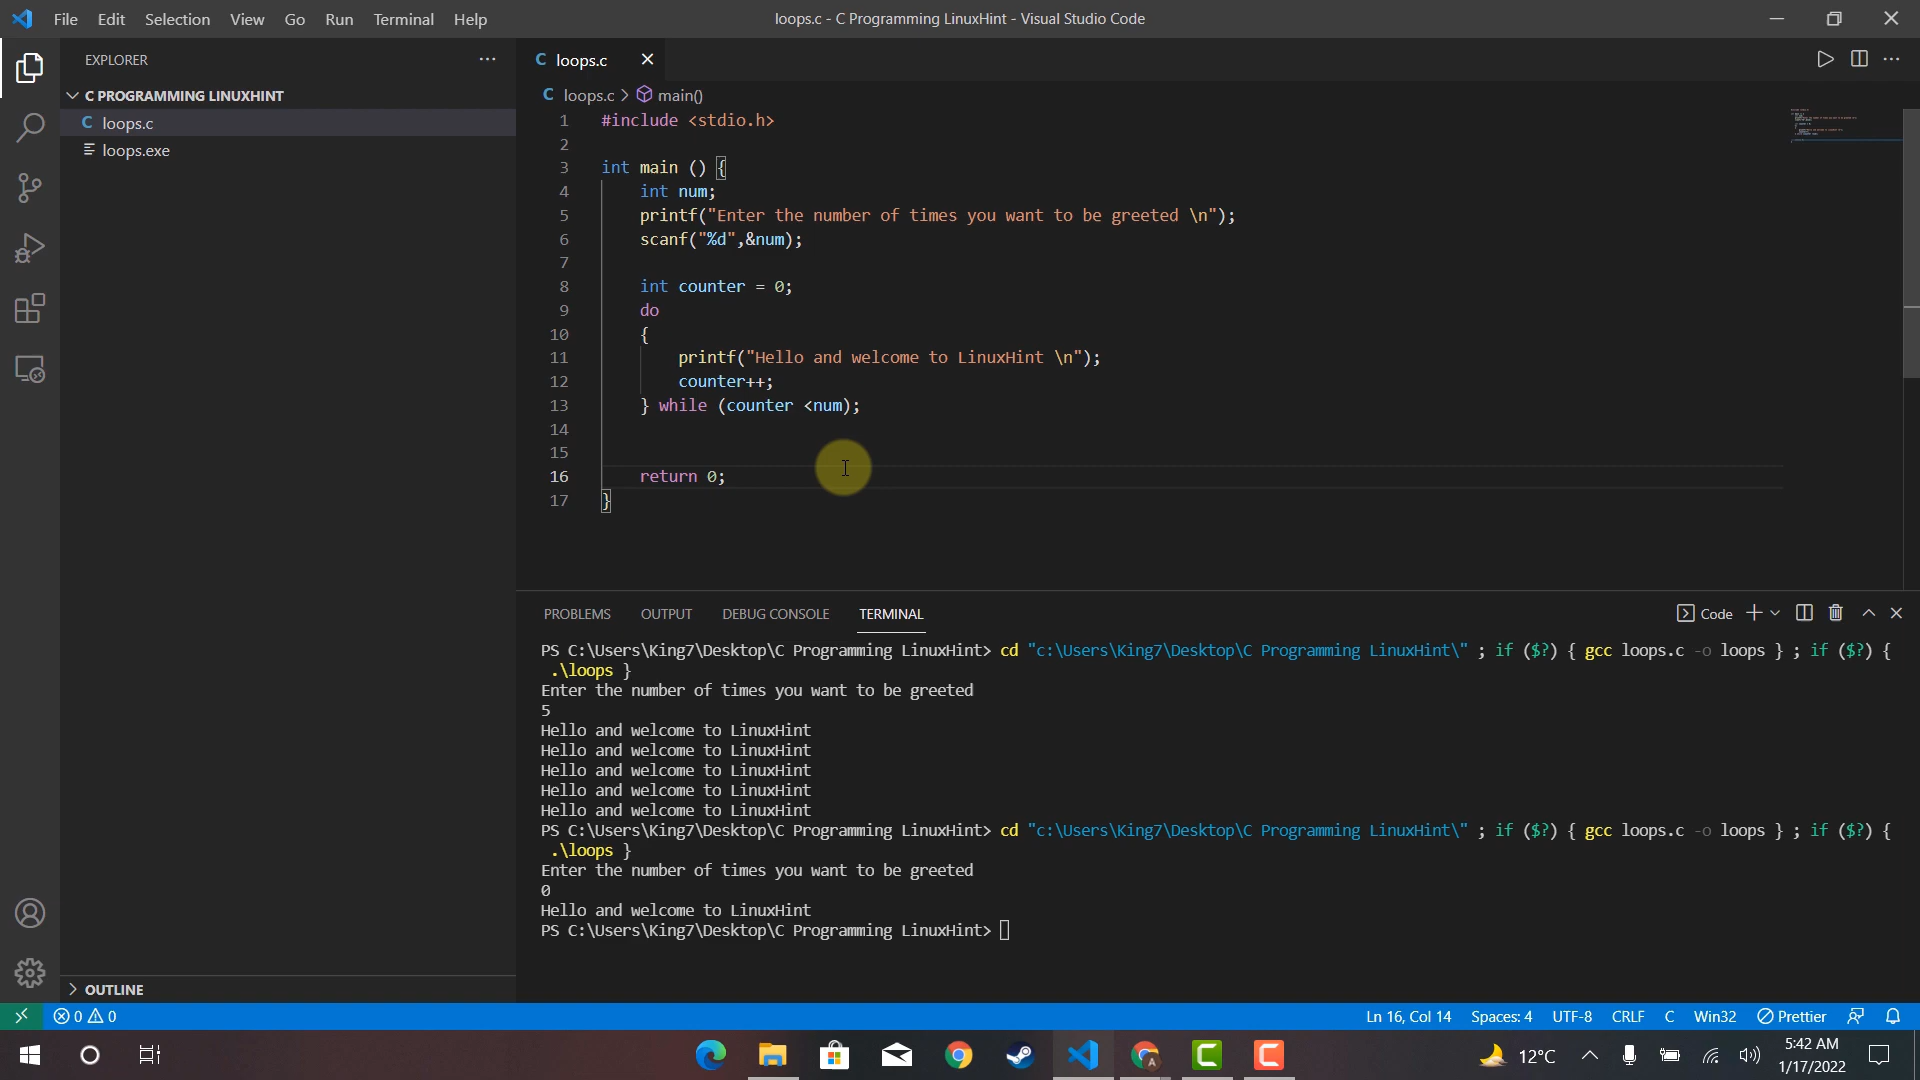 File Edit Selection View Go Run Terminal Help
loops.c - C Programming LinuxHint - Visual Studio Code
EXPLORER
C PROGRAMMING LINUXHINT
C loops.c
loops.exe
OUTLINE
C loops.c
C loops.c > main()
1 #include <stdio.h>
2
3 int main () {
4 int num;
5 printf("Enter the number of times you want to be greeted \n");
6 scanf("%d",&num);
7
8 int counter = 0;
9 do
10 {
11 printf("Hello and welcome to LinuxHint \n");
12 counter++;
13 } while (counter <num);
14
15
16 return 0;
17 }
PROBLEMS OUTPUT DEBUG CONSOLE TERMINAL
Code
PS C:\Users\King7\Desktop\C Programming LinuxHint> cd "c:\Users\King7\Desktop\C Programming LinuxHint\" ; if ($?) { gcc loops.c -o loops } ; if ($?) {
.\loops }
Enter the number of times you want to be greeted
5
Hello and welcome to LinuxHint
Hello and welcome to LinuxHint
Hello and welcome to LinuxHint
Hello and welcome to LinuxHint
Hello and welcome to LinuxHint
PS C:\Users\King7\Desktop\C Programming LinuxHint> cd "c:\Users\King7\Desktop\C Programming LinuxHint\" ; if ($?) { gcc loops.c -o loops } ; if ($?) {
.\loops }
Enter the number of times you want to be greeted
0
Hello and welcome to LinuxHint
PS C:\Users\King7\Desktop\C Programming LinuxHint>
0 0
Ln 16, Col 14 Spaces: 4 UTF-8 CRLF C Win32 Prettier
12°C
5:42 AM
1/17/2022